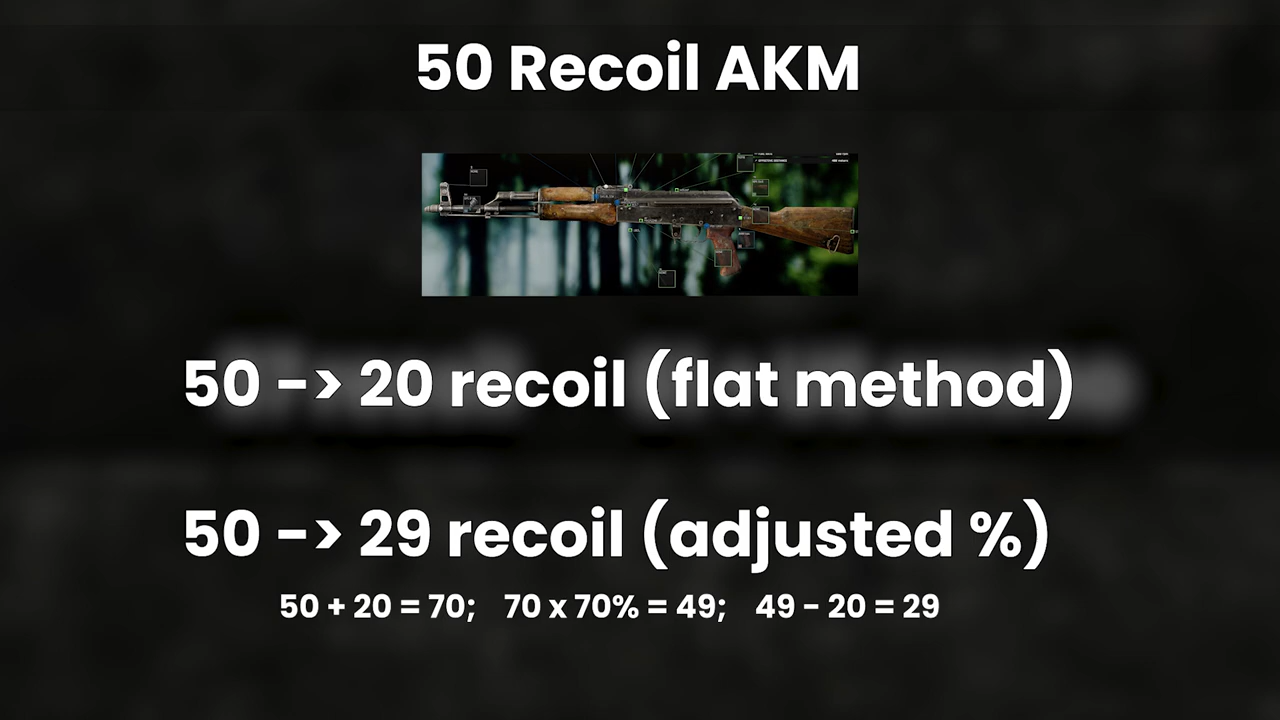 50 Recoil AKM
50 -> 20 recoil (flat method)
50 -> 29 recoil (adjusted %)
50 + 20 = 70; 70 x 70% = 49; 49 - 20 = 29